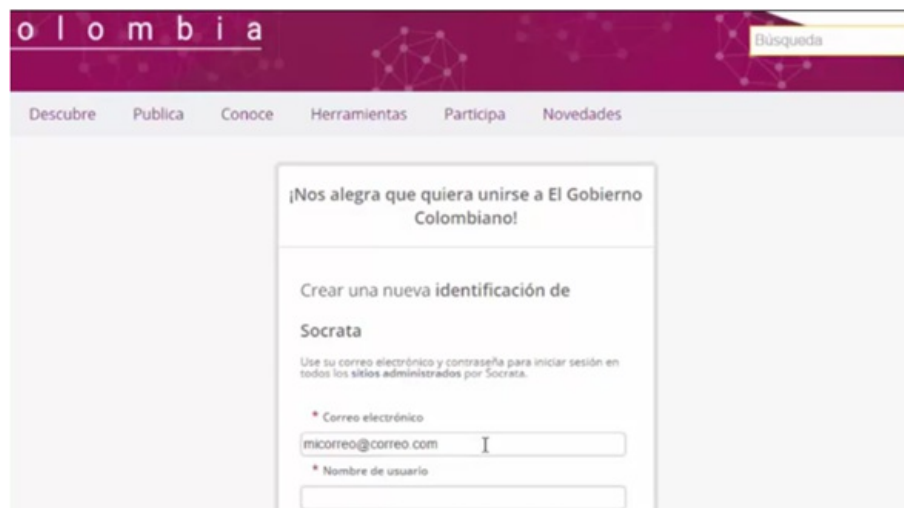 olombia
Búsqueda
Descubre Publica Conoce Herramientas Participa Novedades
¡Nos alegra que quiera unirse a El Gobierno
Colombiano!
Crear una nueva identificación de
Socrata
Use su correo electrónico y contraseña para iniciar sesión en
todos los sitios administrados por Socrata.
* Correo electrónico
micorreo@correo.com
* Nombre de usuario